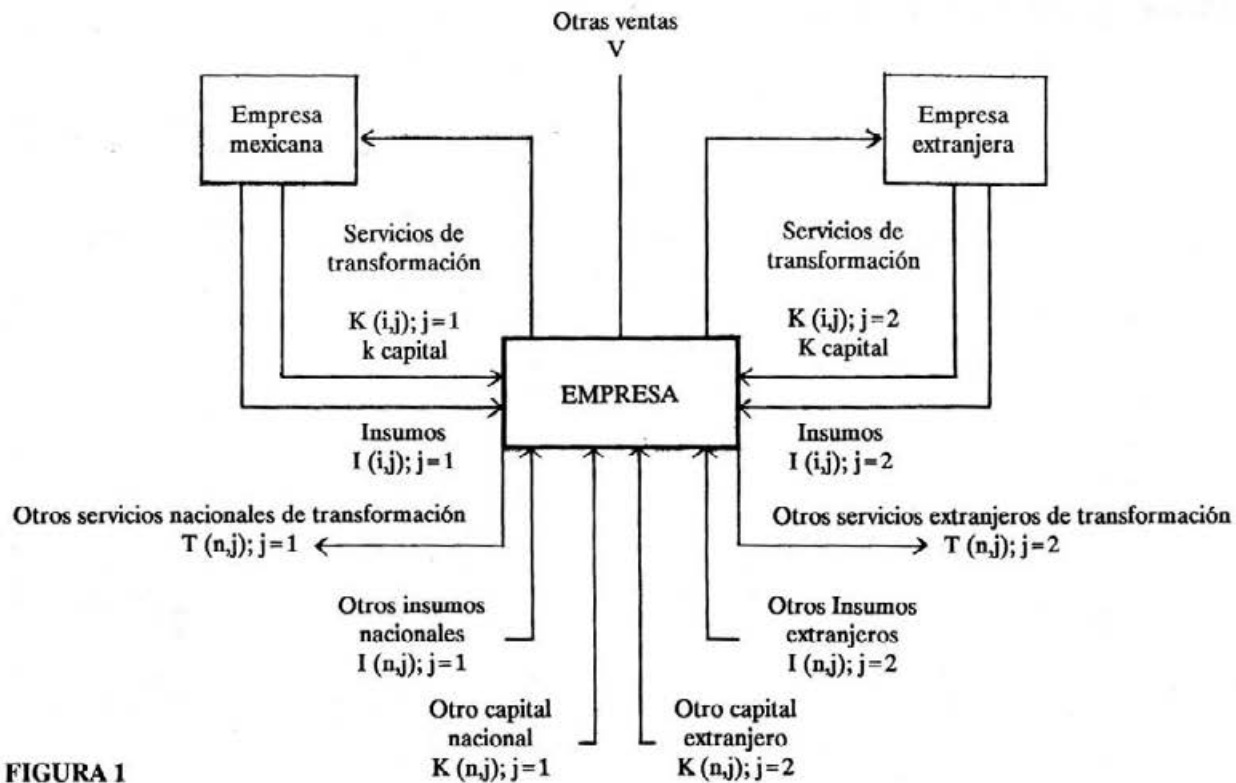 Otras ventas
V
Empresa
mexicana
Empresa
extranjera
Servicios de
transformación
K (i,j); j=1
k capital
Servicios de
transformación
K (i,j); j=2
K capital
EMPRESA
Insumos
I (i,j); j=1
Insumos
I (i,j); j=2
Otros servicios nacionales de transformación
T (n,j); j=1
Otros servicios extranjeros de transformación
T (n,j); j=2
Otros insumos
nacionales
I (n,j); j=1
Otros Insumos
extranjeros
I (n,j); j=2
Otro capital
nacional
K (n,j); j=1
Otro capital
extranjero
K (n,j); j=2
FIGURA 1